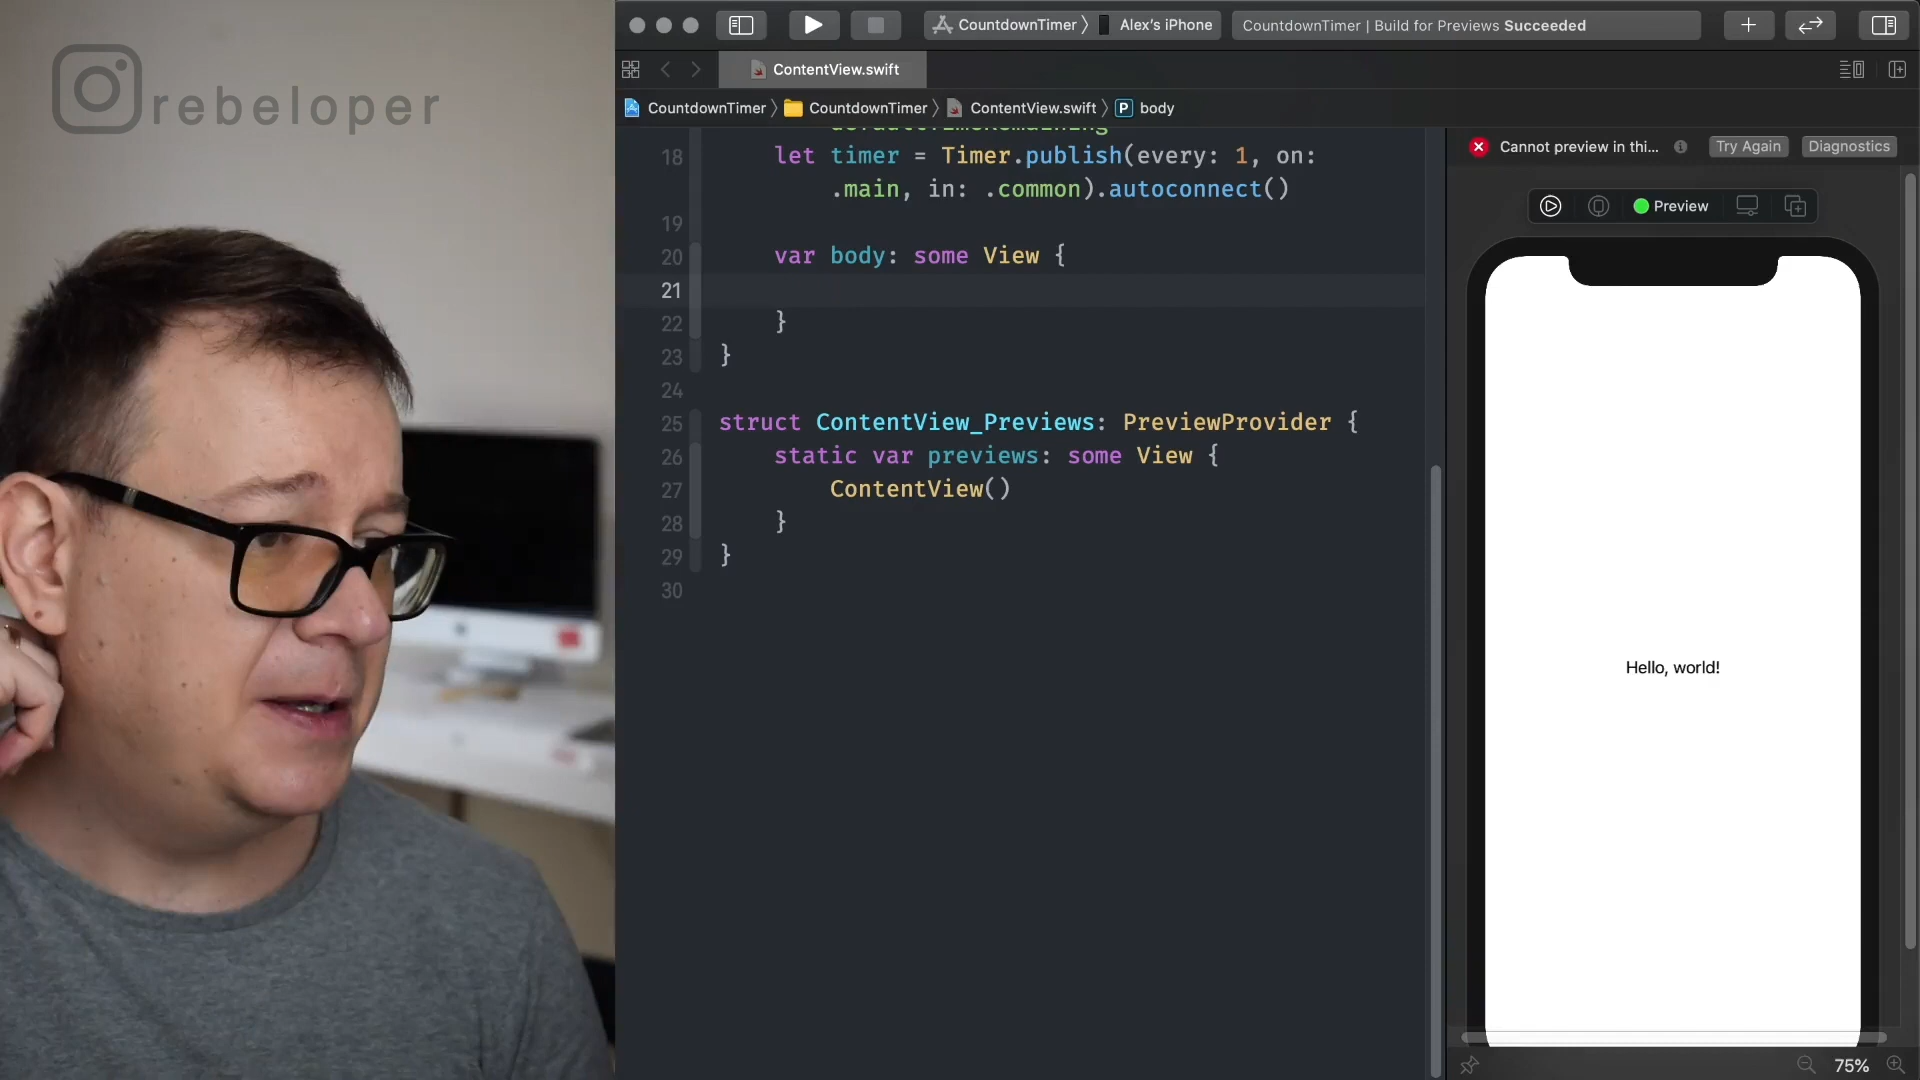 rebeloper
CountdownTimer 〉 Alex's iPhone
CountdownTimer | Build for Previews Succeeded
ContentView.swift
CountdownTimer 〉 CountdownTimer 〉 ContentView.swift 〉 P body
18 let timer = Timer.publish(every: 1, on:
.main, in: .common).autoconnect()
19
20 var body: some View {
21
22 }
23 }
24
25 struct ContentView_Previews: PreviewProvider {
26 static var previews: some View {
27 ContentView()
28 }
29 }
30
Cannot preview in thi... Try Again Diagnostics
Preview
Hello, world!
75%